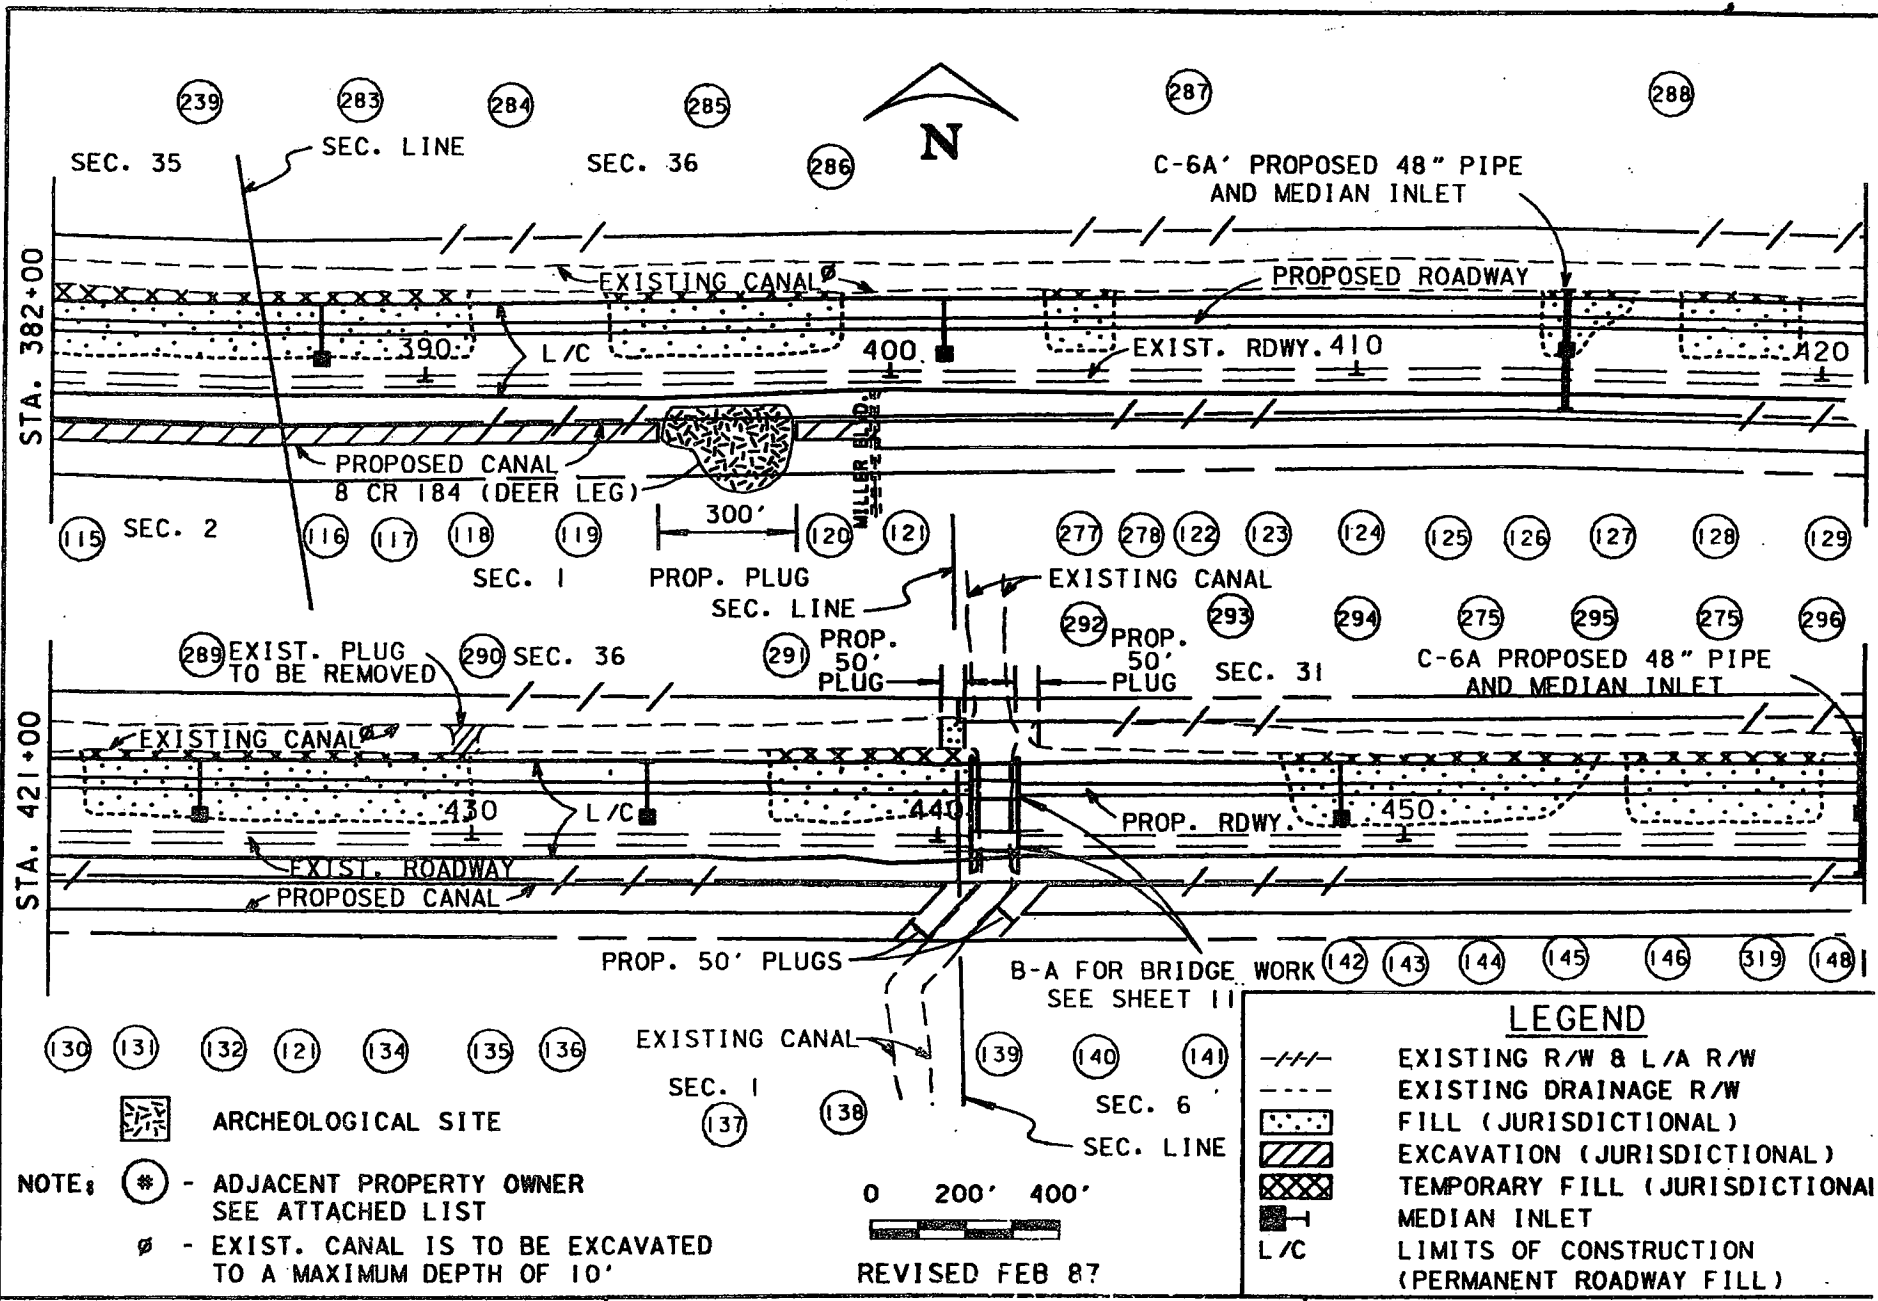 239
283
284
285
287
288
SEC. 35
SEC. LINE
SEC. 36
286
N
C-6A' PROPOSED 48" PIPE
AND MEDIAN INLET
STA. 382+00
EXISTING CANAL ø
PROPOSED ROADWAY
390
L/C
400
EXIST. RDWY.
410
420
MILLER BLVD.
PROPOSED CANAL
8 CR 184 (DEER LEG)
300'
115
SEC. 2
116
117
118
119
120
121
277
278
122
123
124
125
126
127
128
129
SEC. 1
PROP. PLUG
SEC. LINE
EXISTING CANAL
289
EXIST. PLUG
TO BE REMOVED
290
SEC. 36
291
PROP.
50'
PLUG
292
PROP.
50'
PLUG
293
294
275
295
275
296
SEC. 31
C-6A PROPOSED 48" PIPE
AND MEDIAN INLET
STA. 421+00
EXISTING CANAL ø
430
L/C
440
PROP. RDWY.
450
EXIST. ROADWAY
PROPOSED CANAL
PROP. 50' PLUGS
B-A FOR BRIDGE WORK
SEE SHEET 11
142
143
144
145
146
319
148
130
131
132
121
134
135
136
EXISTING CANAL
139
140
141
SEC. 1
137
138
SEC. 6
SEC. LINE
ARCHEOLOGICAL SITE
NOTE: # - ADJACENT PROPERTY OWNER
SEE ATTACHED LIST
ø - EXIST. CANAL IS TO BE EXCAVATED
TO A MAXIMUM DEPTH OF 10'
0 200' 400'
REVISED FEB 87
LEGEND
EXISTING R/W & L/A R/W
EXISTING DRAINAGE R/W
FILL (JURISDICTIONAL)
EXCAVATION (JURISDICTIONAL)
TEMPORARY FILL (JURISDICTIONAL
MEDIAN INLET
L/C LIMITS OF CONSTRUCTION
(PERMANENT ROADWAY FILL)